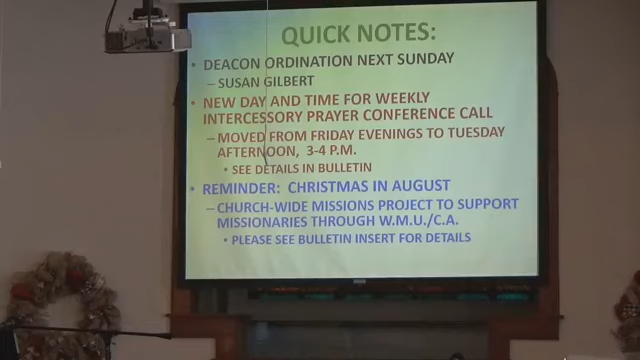 QUICK NOTES:
• DEACON ORDINATION NEXT SUNDAY
– SUSAN GILBERT
• NEW DAY AND TIME FOR WEEKLY
INTERCESSORY PRAYER CONFERENCE CALL
– MOVED FROM FRIDAY EVENINGS TO TUESDAY
AFTERNOON, 3-4 P.M.
• SEE DETAILS IN BULLETIN
• REMINDER: CHRISTMAS IN AUGUST
– CHURCH-WIDE MISSIONS PROJECT TO SUPPORT
MISSIONARIES THROUGH W.M.U./C.A.
• PLEASE SEE BULLETIN INSERT FOR DETAILS